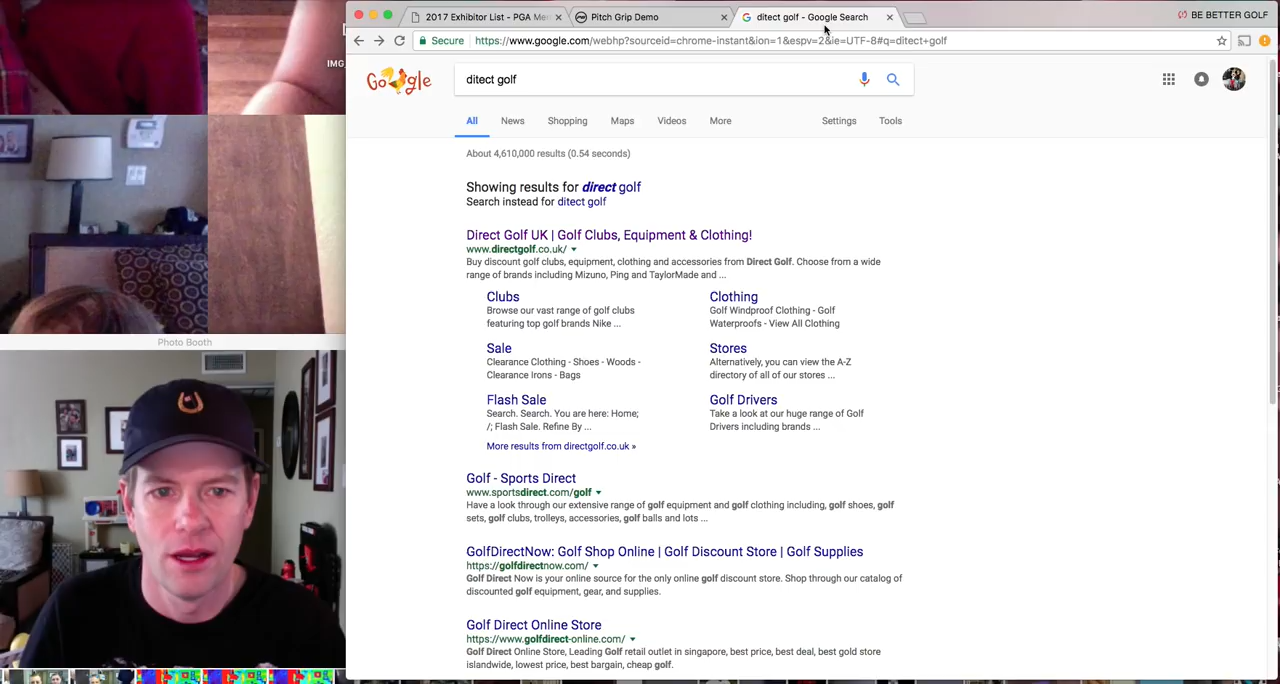 2017 Exhibitor List - PGA Me
Pitch Grip Demo
ditect golf - Google Search
BE BETTER GOLF
Secure
https://www.google.com/webhp?sourceid=chrome-instant&ion=1&espv=2&ie=UTF-8#q=ditect+golf
IMG
Google
ditect golf
All
News
Shopping
Maps
Videos
More
Settings
Tools
About 4,610,000 results (0.54 seconds)
Showing results for direct golf
Search instead for ditect golf
Direct Golf UK | Golf Clubs, Equipment & Clothing!
www.directgolf.co.uk/
Buy discount golf clubs, equipment, clothing and accessories from Direct Golf. Choose from a wide
range of brands including Mizuno, Ping and TaylorMade and ...
Clubs
Browse our vast range of golf clubs
featuring top golf brands Nike ...
Clothing
Golf Windproof Clothing - Golf
Waterproofs - View All Clothing
Sale
Clearance Clothing - Shoes - Woods -
Clearance Irons - Bags
Stores
Alternatively, you can view the A-Z
directory of all of our stores ...
Flash Sale
Search. Search. You are here: Home;
/; Flash Sale. Refine By ...
Golf Drivers
Take a look at our huge range of Golf
Drivers including brands ...
More results from directgolf.co.uk »
Golf - Sports Direct
www.sportsdirect.com/golf
Have a look through our extensive range of golf equipment and golf clothing including, golf shoes, golf
sets, golf clubs, trolleys, accessories, golf balls and lots ...
GolfDirectNow: Golf Shop Online | Golf Discount Store | Golf Supplies
https://golfdirectnow.com/
Golf Direct Now is your online source for the only online golf discount store. Shop through our catalog of
discounted golf equipment, gear, and supplies.
Golf Direct Online Store
https://www.golfdirect-online.com/
Golf Direct Online Store, Leading Golf retail outlet in singapore, best price, best deal, best gold store
islandwide, lowest price, best bargain, cheap golf.
Photo Booth